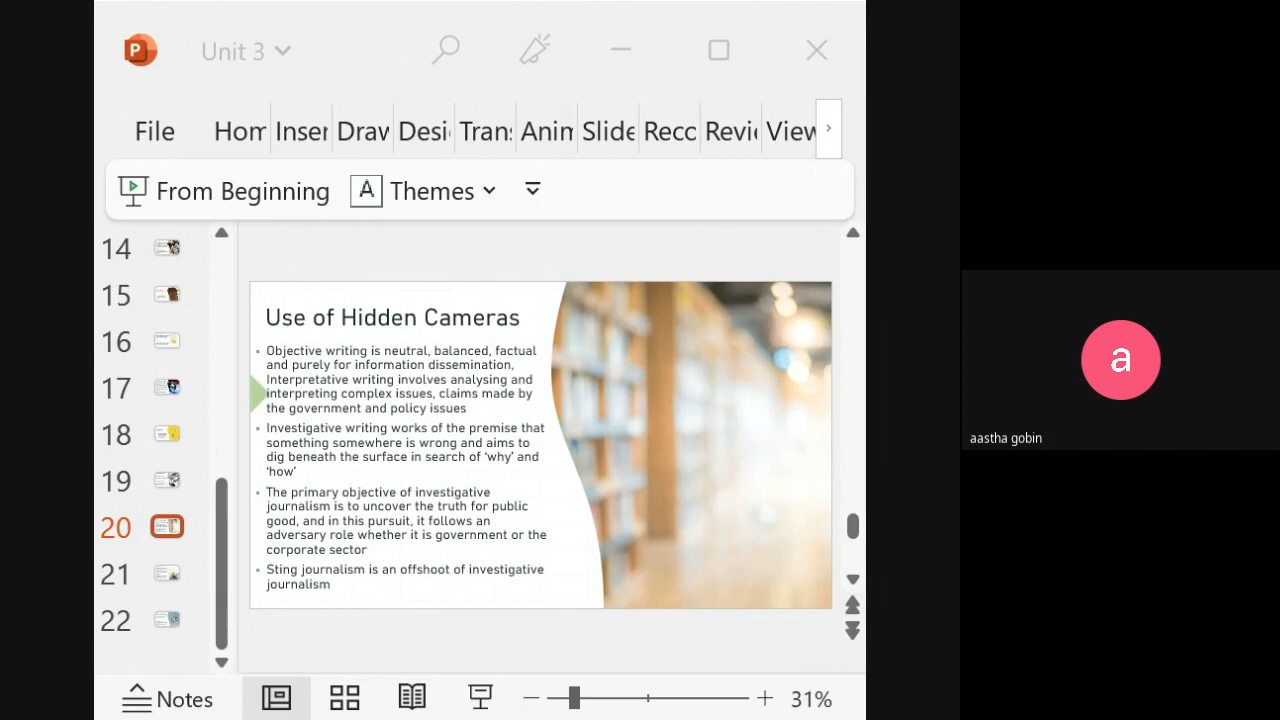 P
Unit 3
File
Hom
Inser
Draw
Desi
Tran
Anim
Slide
Reco
Revie
View
From Beginning
A
Themes
14
15
16
17
18
19
20
21
22
Use of Hidden Cameras
Objective writing is neutral, balanced, factual
and purely for information dissemination,
Interpretative writing involves analysing and
interpreting complex issues, claims made by
the government and policy issues
Investigative writing works of the premise that
something somewhere is wrong and aims to
dig beneath the surface in search of ‘why’ and
‘how’
The primary objective of investigative
journalism is to uncover the truth for public
good, and in this pursuit, it follows an
adversary role whether it is government or the
corporate sector
Sting journalism is an offshoot of investigative
journalism
Notes
31%
a
aastha gobin